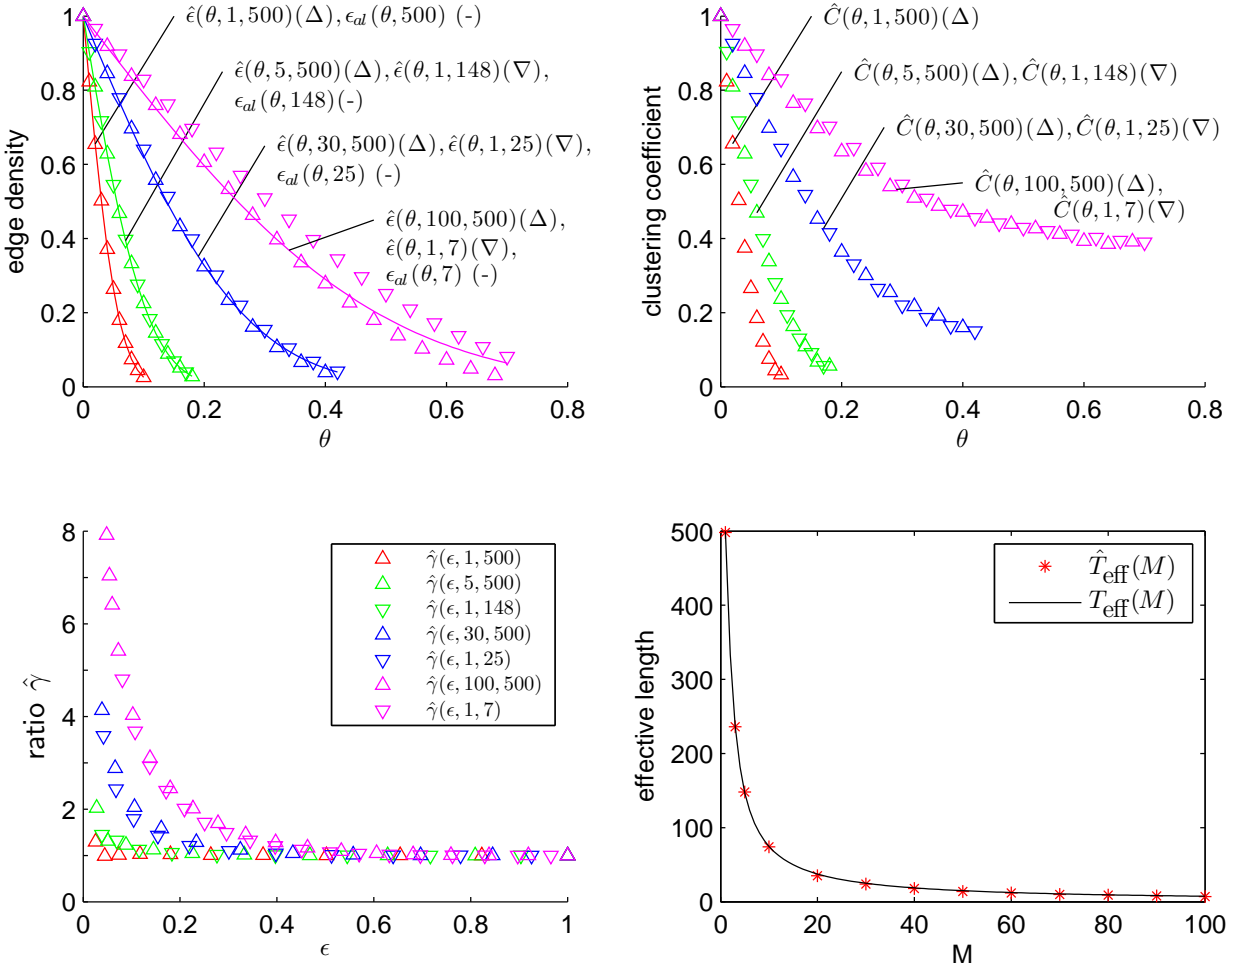 edge density
1
0.8
0.6
0.4
0.2
0
0
0.2
0.4
0.6
0.8
θ
ε̂(θ,1,500)(Δ), ε_al(θ,500) (-)
ε̂(θ,5,500)(Δ), ε̂(θ,1,148)(∇),
ε_al(θ,148)(-)
ε̂(θ,30,500)(Δ), ε̂(θ,1,25)(∇),
ε_al(θ,25) (-)
ε̂(θ,100,500)(Δ),
ε̂(θ,1,7)(∇),
ε_al(θ,7) (-)
clustering coefficient
1
0.8
0.6
0.4
0.2
0
0
0.2
0.4
0.6
0.8
θ
Ĉ(θ,1,500)(Δ)
Ĉ(θ,5,500)(Δ), Ĉ(θ,1,148)(∇)
Ĉ(θ,30,500)(Δ), Ĉ(θ,1,25)(∇)
Ĉ(θ,100,500)(Δ),
Ĉ(θ,1,7)(∇)
ratio γ̂
8
6
4
2
0
0
0.2
0.4
0.6
0.8
1
ε
γ̂(ε,1,500)
γ̂(ε,5,500)
γ̂(ε,1,148)
γ̂(ε,30,500)
γ̂(ε,1,25)
γ̂(ε,100,500)
γ̂(ε,1,7)
effective length
500
400
300
200
100
0
0
20
40
60
80
100
M
T̂_eff(M)
T_eff(M)